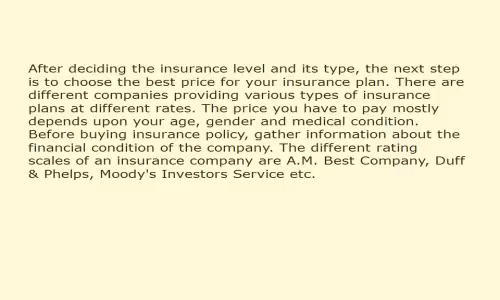 After deciding the insurance level and its type, the next step
is to choose the best price for your insurance plan. There are
different companies providing various types of insurance
plans at different rates. The price you have to pay mostly
depends upon your age, gender and medical condition.
Before buying insurance policy, gather information about the
financial condition of the company. The different rating
scales of an insurance company are A.M. Best Company, Duff
& Phelps, Moody's Investors Service etc.